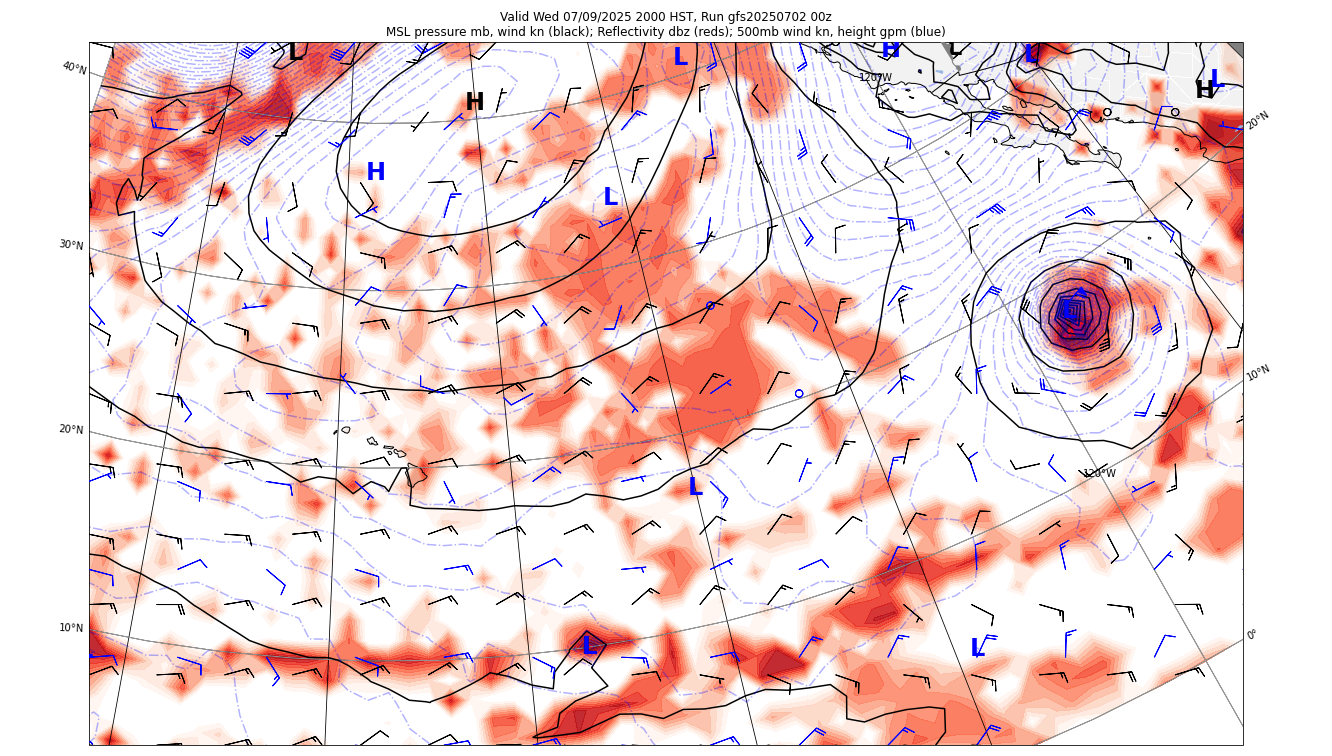 Valid Wed 07/09/2025 2000 HST, Run gfs20250702 00z
MSL pressure mb, wind kn (black); Reflectivity dbz (reds); 500mb wind kn, height gpm (blue)
L
L
H
L
L
40°N
120°W
L
H
H
20°N
H
L
30°N
10°N
20°N
120°W
L
10°N
L
L
0°